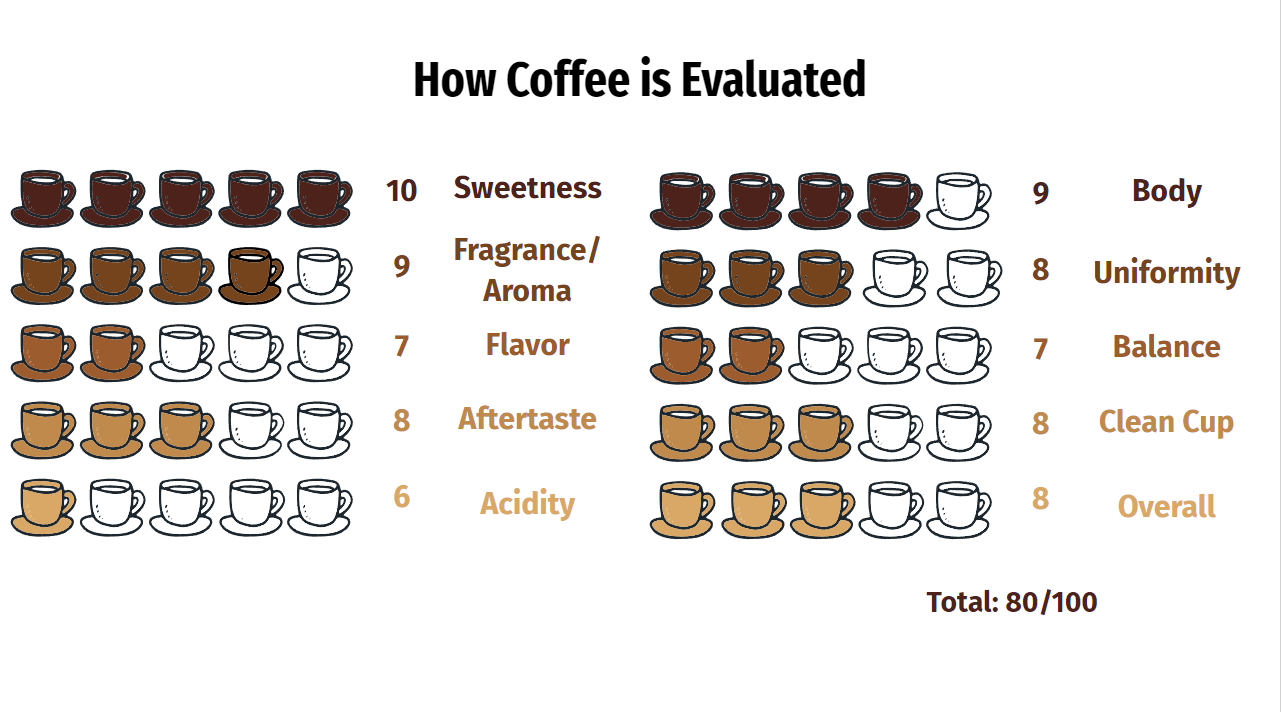 How Coffee is Evaluated
10 Sweetness
9 Fragrance/
Aroma
7 Flavor
8 Aftertaste
6 Acidity
9 Body
8 Uniformity
7 Balance
8 Clean Cup
8 Overall
Total: 80/100